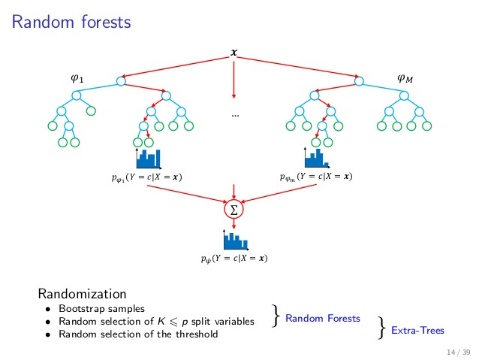 Random forests
x
φ1 φM
...
pφ1(Y = c|X = x) pφm(Y = c|X = x)
∑
pψ(Y = c|X = x)
Randomization
• Bootstrap samples
• Random selection of K ⩽ p split variables } Random Forests
• Random selection of the threshold } Extra-Trees
14 / 39